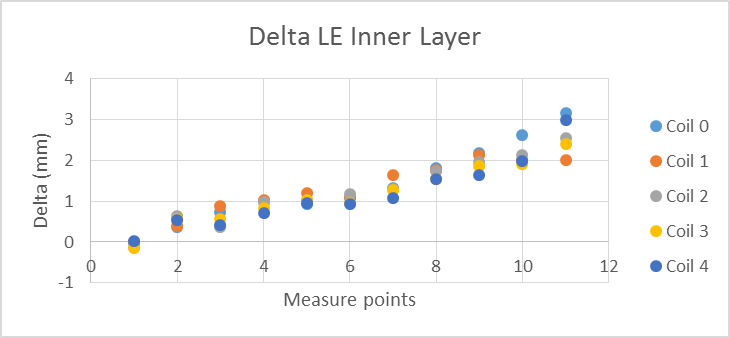 Delta LE Inner Layer
4
3
2
1
0
-1
0 2 4 6 8 10 12
Delta (mm)
Measure points
Coil 0
Coil 1
Coil 2
Coil 3
Coil 4